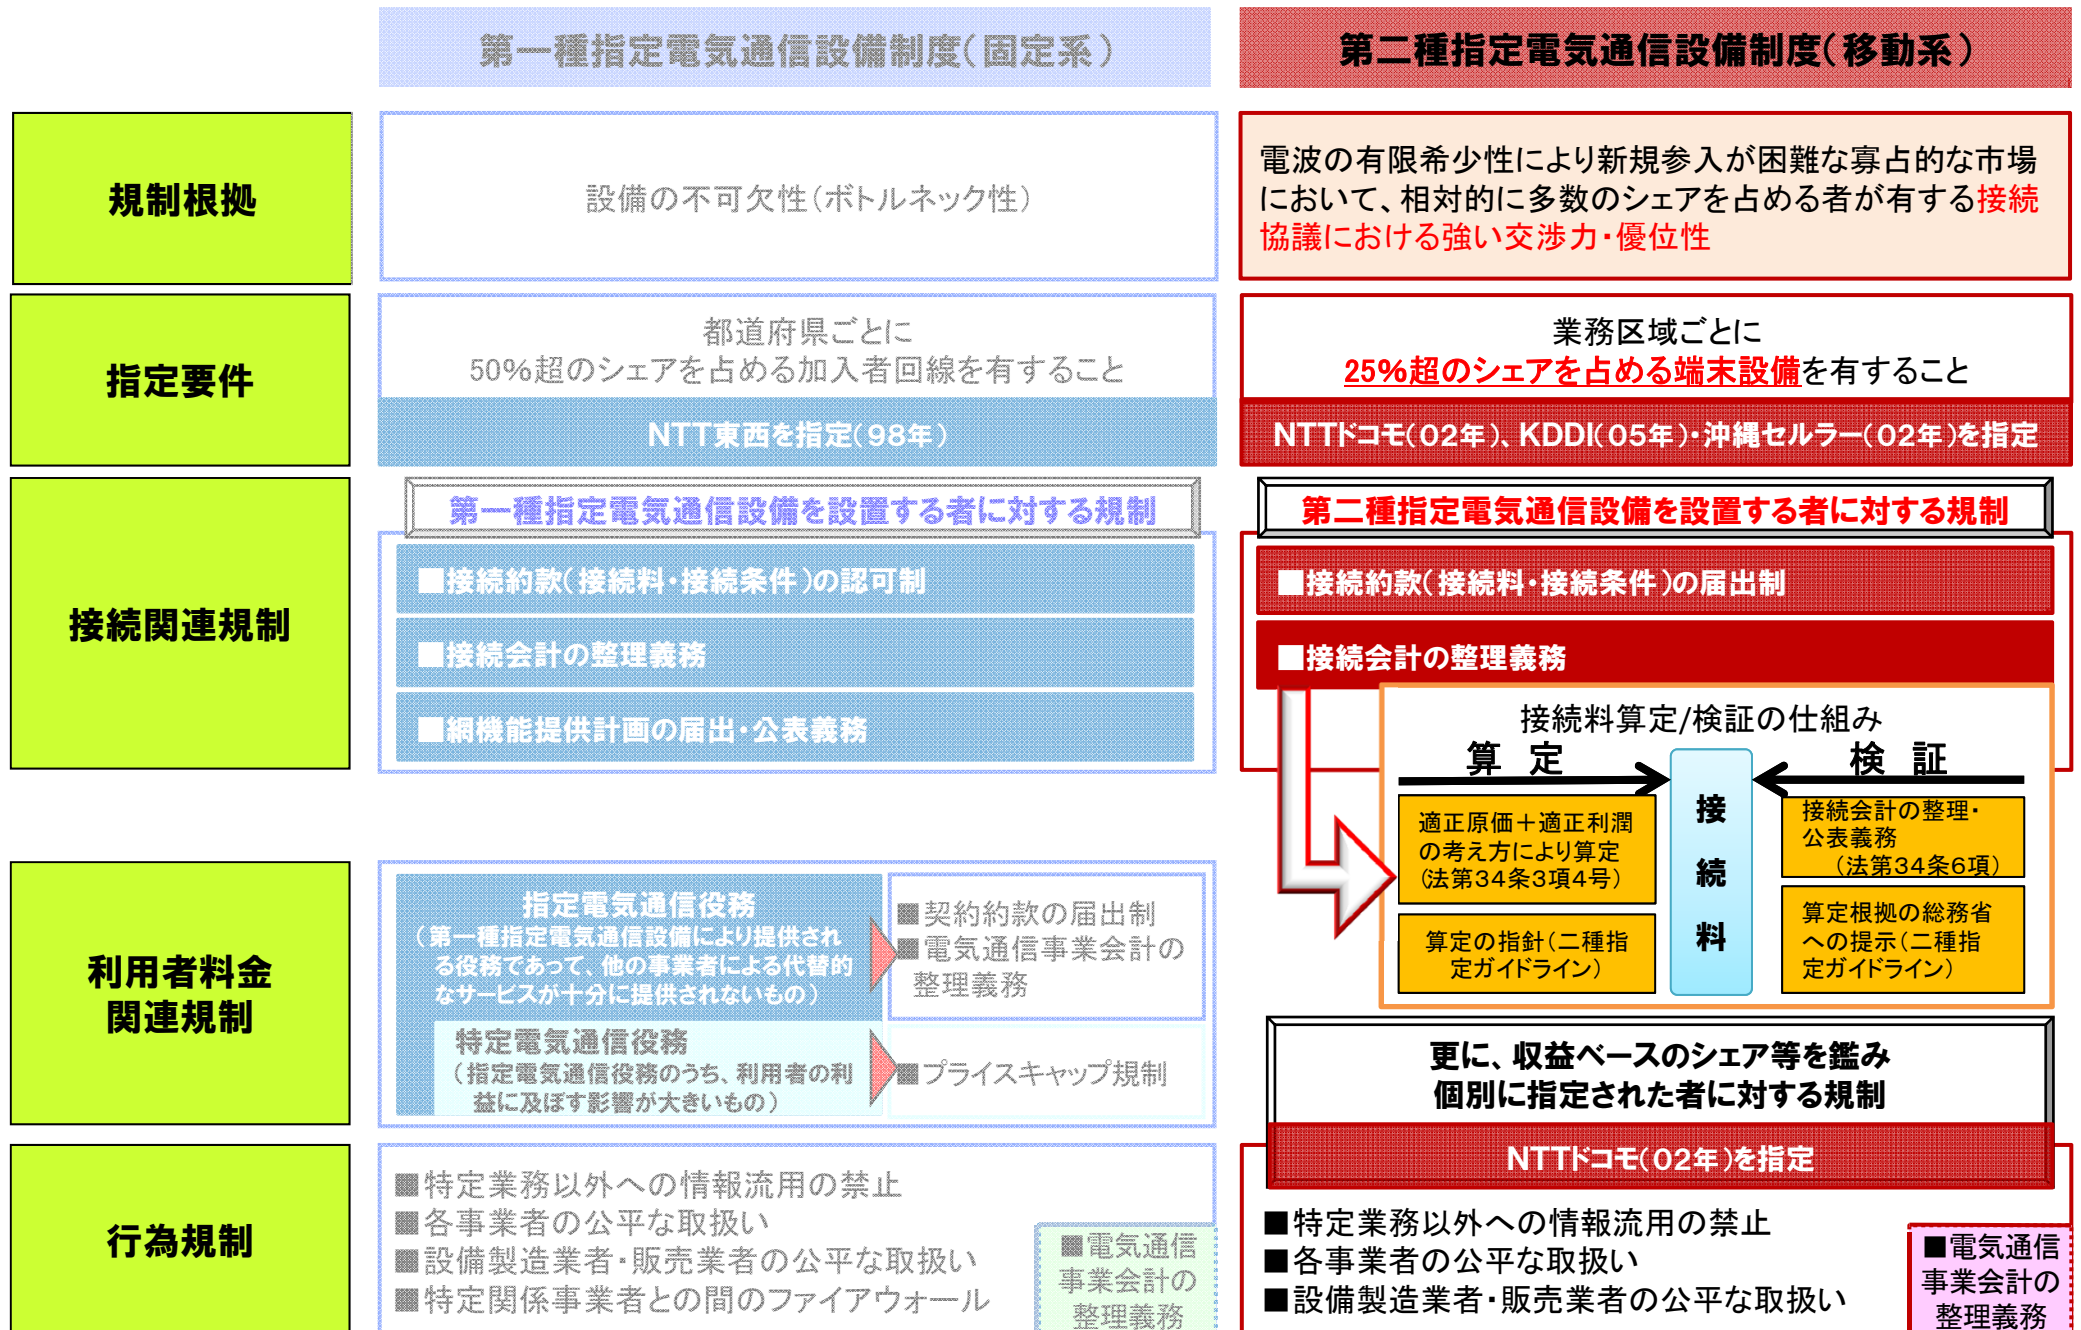 第一種指定電気通信設備制度（固定系）
第二種指定電気通信設備制度（移動系）
規制根拠
設備の不可欠性（ボトルネック性）
電波の有限希少性により新規参入が困難な寡占的な市場
において、相対的に多数のシェアを占める者が有する接続
協議における強い交渉力・優位性
指定要件
都道府県ごとに
50％超のシェアを占める加入者回線を有すること
NTT東西を指定（98年）
業務区域ごとに
25％超のシェアを占める端末設備を有すること
NTTドコモ（02年）、KDDI（05年）・沖縄セルラー（02年）を指定
接続関連規制
第一種指定電気通信設備を設置する者に対する規制
■接続約款（接続料・接続条件）の認可制
■接続会計の整理義務
■網機能提供計画の届出・公表義務
第二種指定電気通信設備を設置する者に対する規制
■接続約款（接続料・接続条件）の届出制
■接続会計の整理義務
接続料算定/検証の仕組み
算 定
検 証
接
続
料
適正原価＋適正利潤
の考え方により算定
（法第34条3項4号）
算定の指針（二種指
定ガイドライン）
接続会計の整理・
公表義務
（法第34条6項）
算定根拠の総務省
への提示（二種指
定ガイドライン）
利用者料金
関連規制
指定電気通信役務
（第一種指定電気通信設備により提供され
る役務であって、他の事業者による代替的
なサービスが十分に提供されないもの）
■契約約款の届出制
■電気通信事業会計の
整理義務
特定電気通信役務
（指定電気通信役務のうち、利用者の利
益に及ぼす影響が大きいもの）
■プライスキャップ規制
更に、収益ベースのシェア等を鑑み
個別に指定された者に対する規制
NTTドコモ（02年）を指定
行為規制
■特定業務以外への情報流用の禁止
■各事業者の公平な取扱い
■設備製造業者・販売業者の公平な取扱い
■特定関係事業者との間のファイアウォール
■電気通信
事業会計の
整理義務
■特定業務以外への情報流用の禁止
■各事業者の公平な取扱い
■設備製造業者・販売業者の公平な取扱い
■電気通信
事業会計の
整理義務